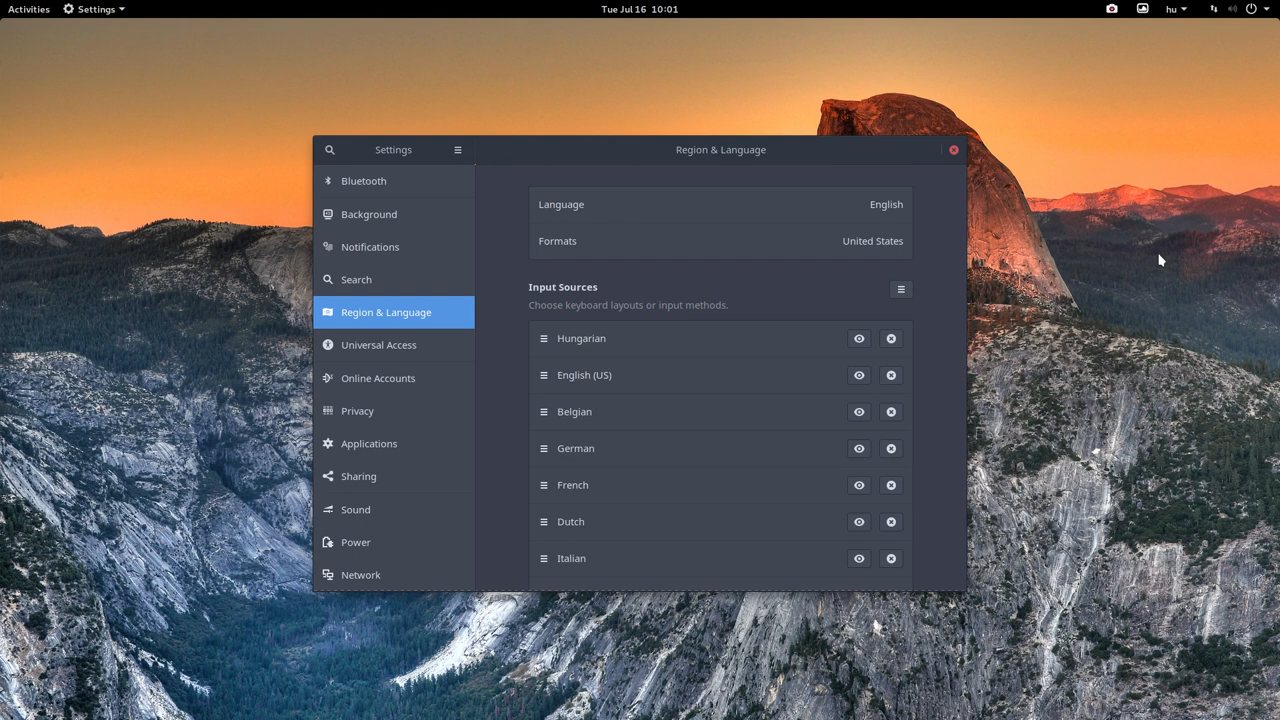 Activities Settings Tue Jul 16 10:01 hu
Settings Region & Language
Bluetooth
Background
Notifications
Search
Region & Language
Universal Access
Online Accounts
Privacy
Applications
Sharing
Sound
Power
Network
Language English
Formats United States
Input Sources
Choose keyboard layouts or input methods.
Hungarian
English (US)
Belgian
German
French
Dutch
Italian